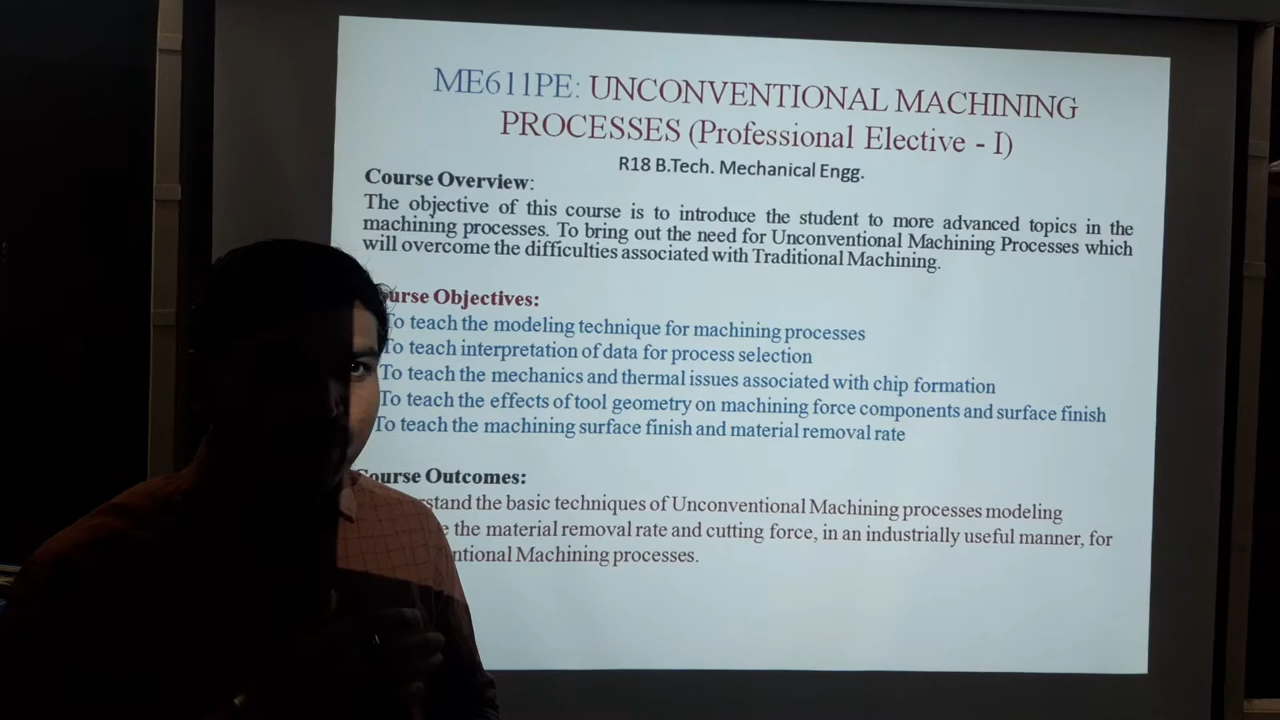 ME611PE: UNCONVENTIONAL MACHINING
PROCESSES (Professional Elective - I)
R18 B.Tech. Mechanical Engg.
Course Overview:
The objective of this course is to introduce the student to more advanced topics in the
machining processes. To bring out the need for Unconventional Machining Processes which
will overcome the difficulties associated with Traditional Machining.
urse Objectives:
To teach the modeling technique for machining processes
To teach interpretation of data for process selection
To teach the mechanics and thermal issues associated with chip formation
To teach the effects of tool geometry on machining force components and surface finish
To teach the machining surface finish and material removal rate
Course Outcomes:
the basic techniques of Unconventional Machining processes modeling
the material removal rate and cutting force, in an industrially useful manner, for
Machining processes.